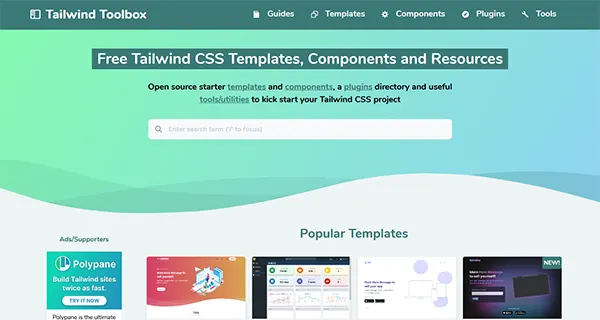 Tailwind Toolbox
Guides
Templates
Components
Plugins
Tools
Free Tailwind CSS Templates, Components and Resources
Open source starter templates and components, a plugins directory and useful
tools/utilities to kick start your Tailwind CSS project
Enter search term ('/' to focus)
Ads/Supporters
Popular Templates
Polypane
Build Tailwind sites
twice as fast.
TRY IT NOW
Polypane is the ultimate
NEW!